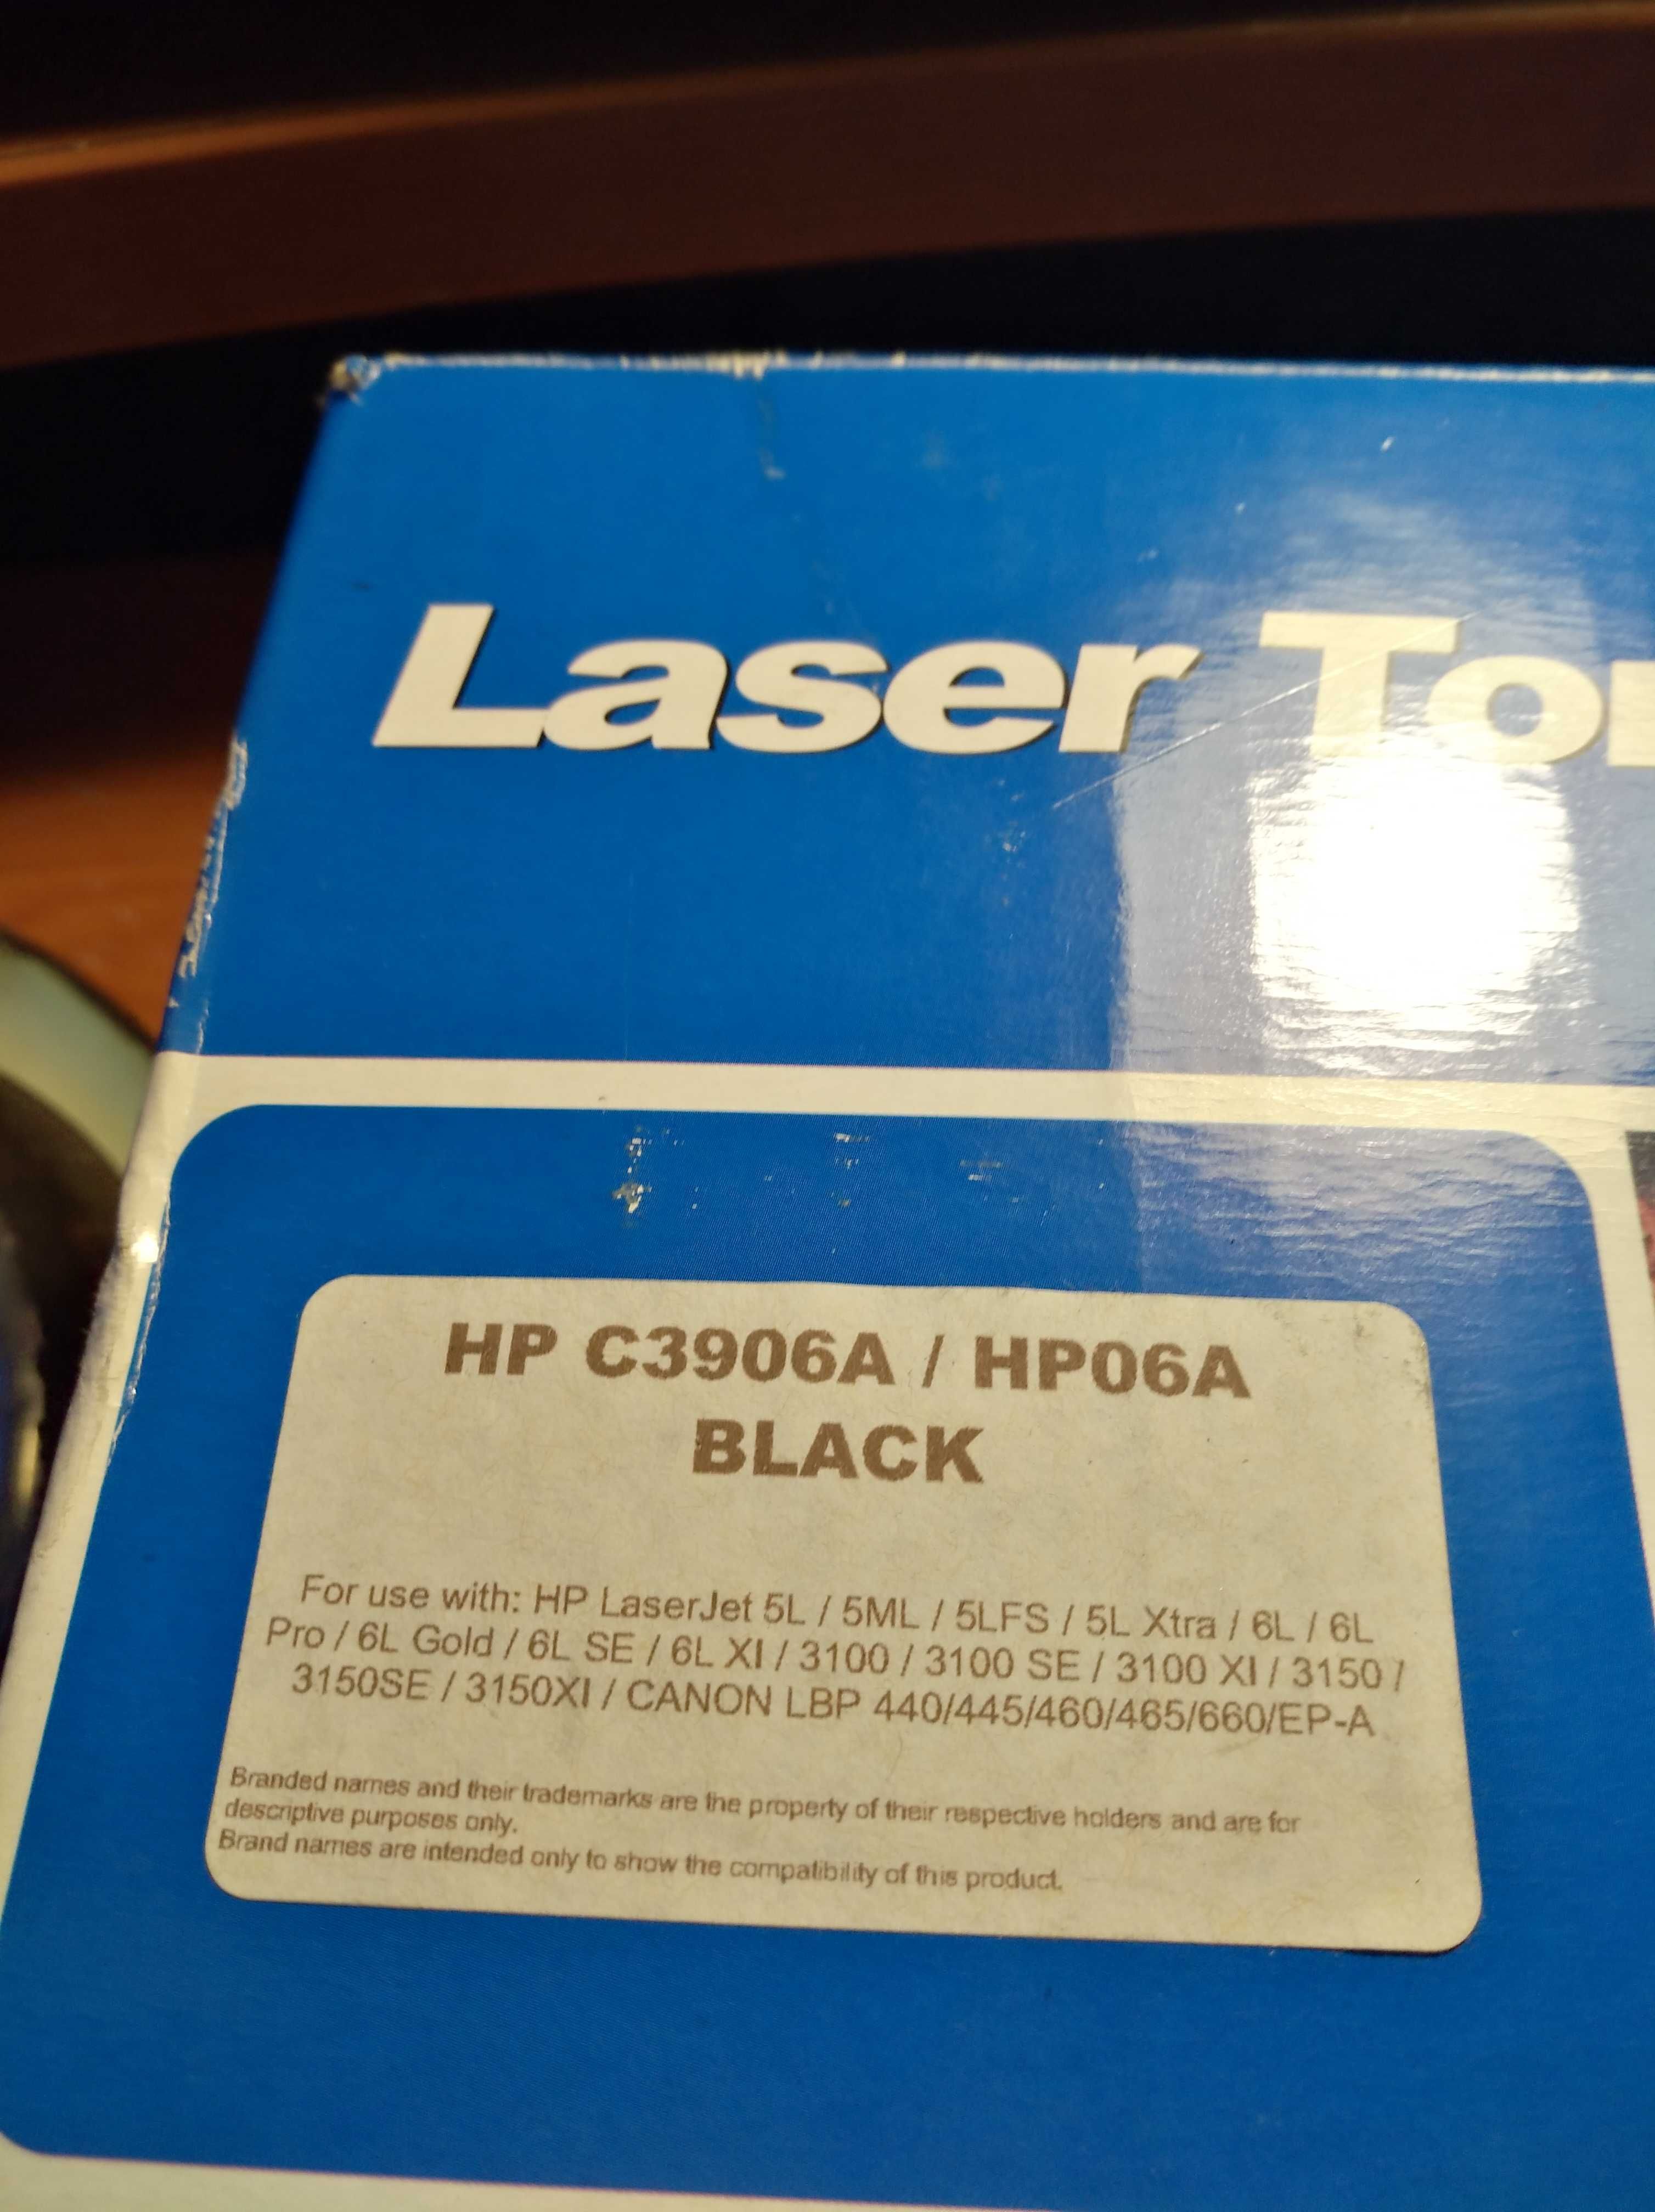 Laser
HP C3906A / HP06A
BLACK
For use with: HP LaserJet 5L / 5ML / 5LFS / 5L Xtra / 6L / 6L
Pro / 6L Gold / 6L SE / 6L XI / 3100 / 3100 SE / 3100 XI / 3150 /
3150SE / 3150XI / CANON LBP 440/445/460/465/660/EP-A
Branded names and their trademarks are the property of their respective holders and are for
descriptive purposes only.
Brand names are intended only to show the compatibility of this product.